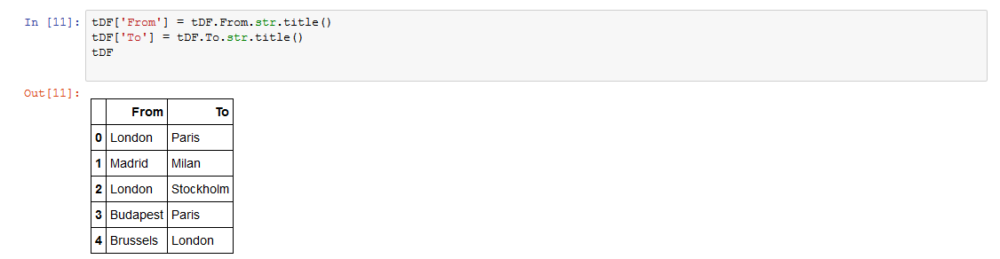 In [11]: tDF['From'] = tDF.From.str.title()
tDF['To'] = tDF.To.str.title()
tDF
Out[11]:
From To
0 London Paris
1 Madrid Milan
2 London Stockholm
3 Budapest Paris
4 Brussels London